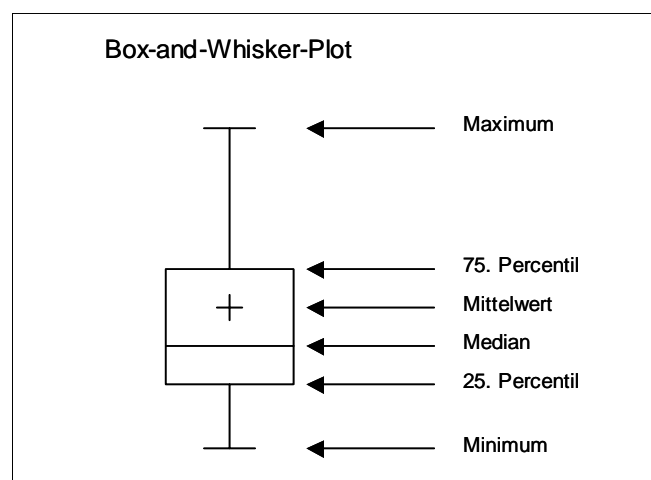 Box-and-Whisker-Plot
Maximum
75. Percentil
Mittelwert
Median
25. Percentil
Minimum